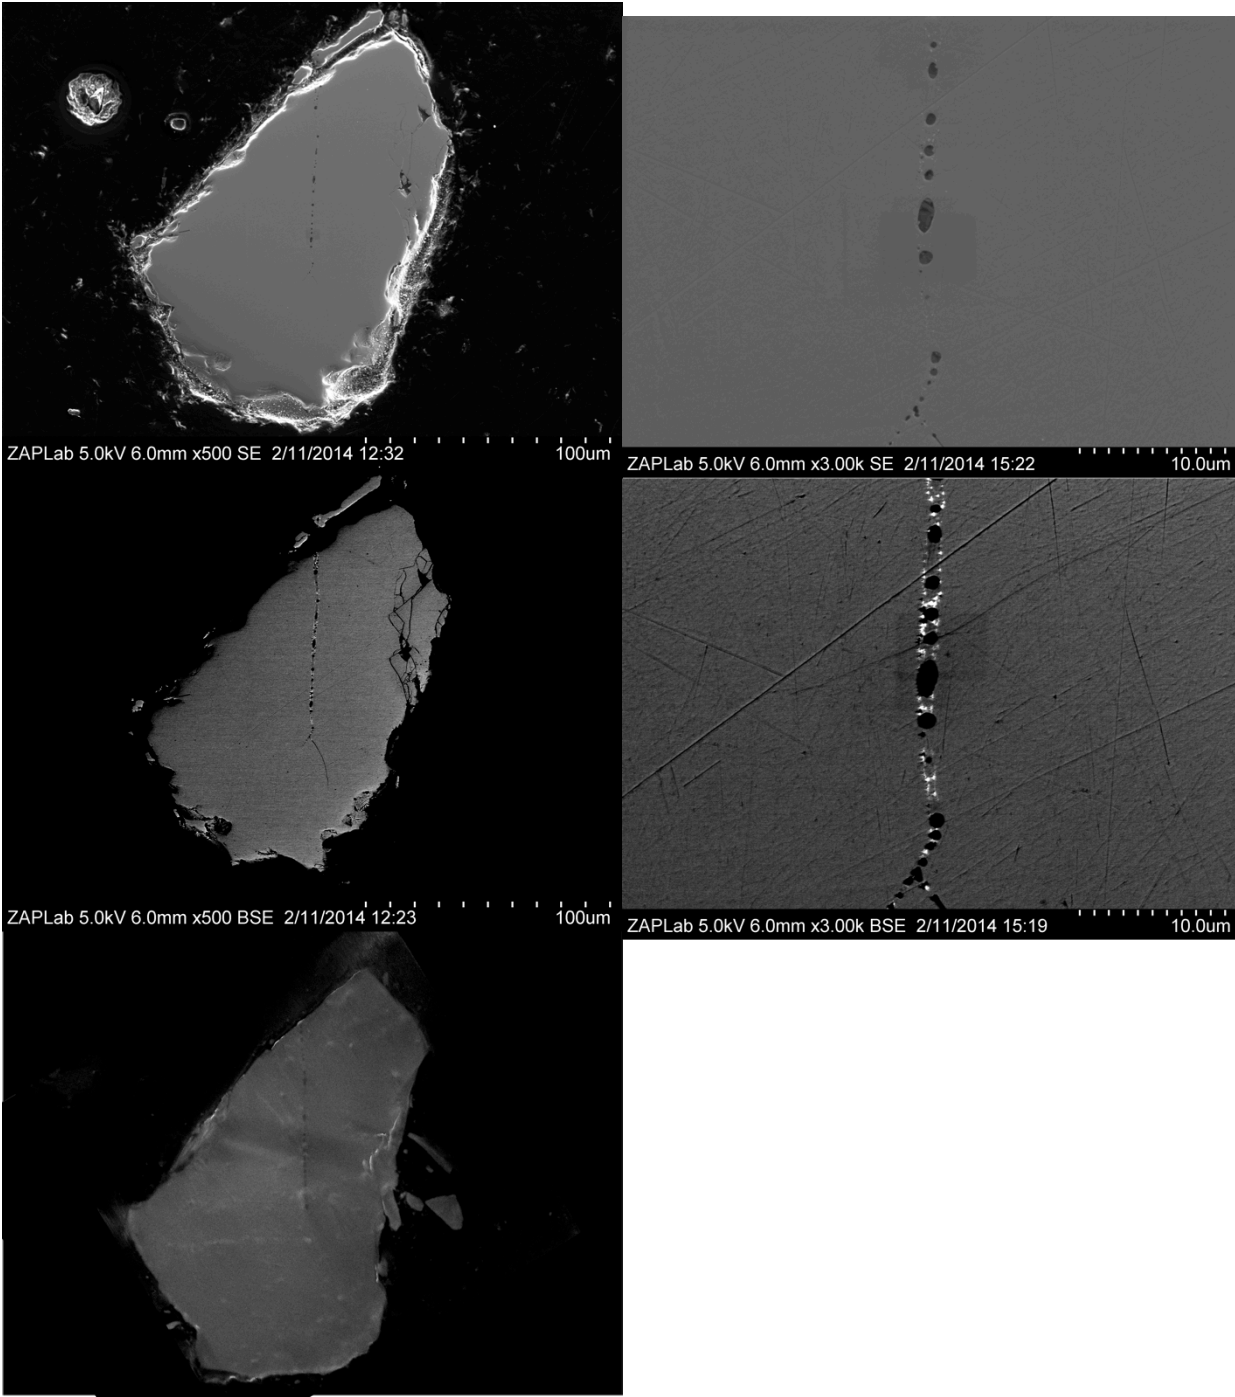 ZAPLab 5.0kV 6.0mm x500 SE 2/11/2014 12:32 100um
ZAPLab 5.0kV 6.0mm x3.00k SE 2/11/2014 15:22 10.0um
ZAPLab 5.0kV 6.0mm x500 BSE 2/11/2014 12:23 100um
ZAPLab 5.0kV 6.0mm x3.00k BSE 2/11/2014 15:19 10.0um